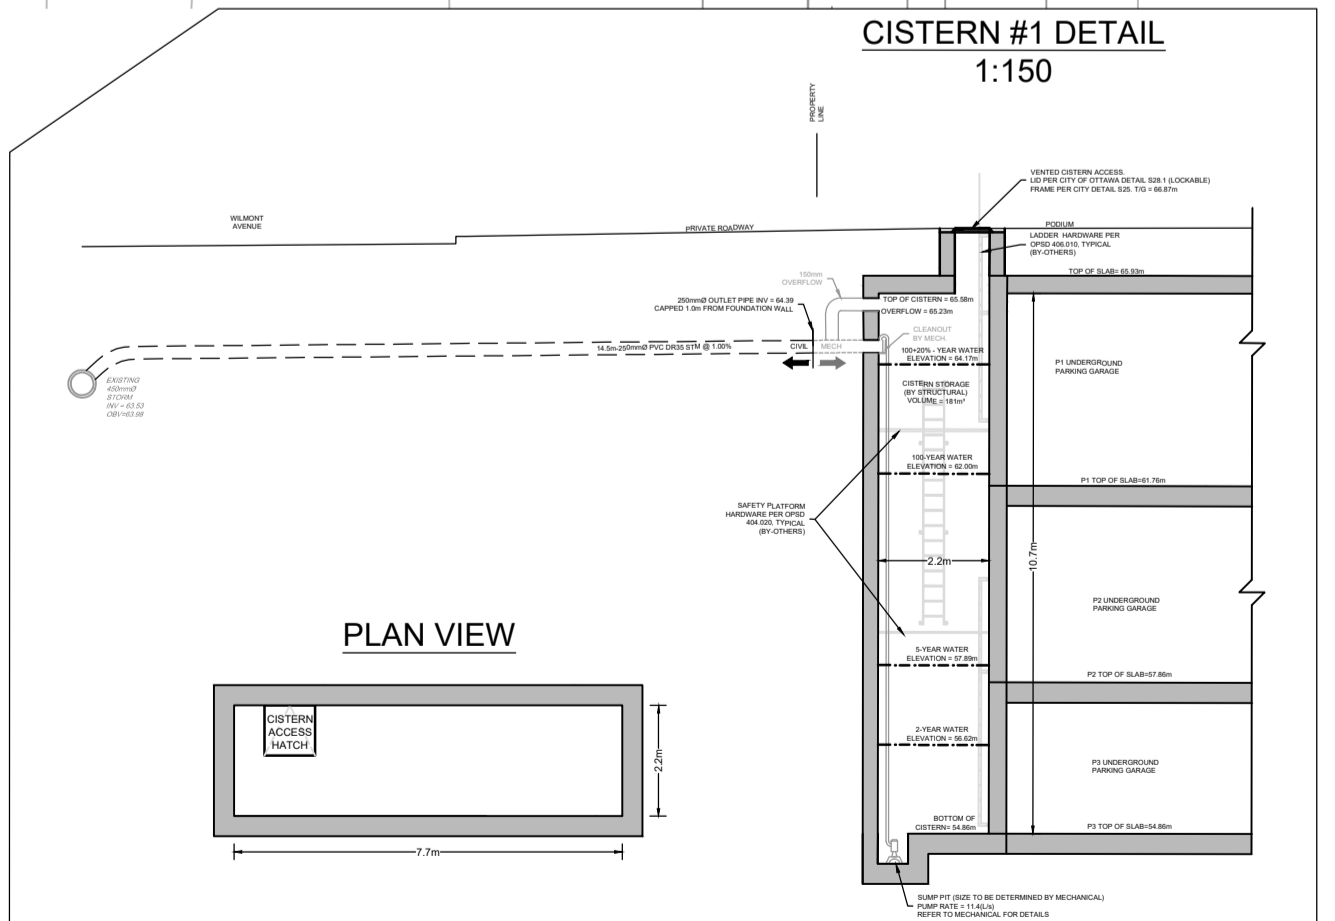 CISTERN #1 DETAIL
1:150
PROPERTY
LINE
VENTED CISTERN ACCESS.
LID PER CITY OF OTTAWA DETAIL S28.1 (LOCKABLE)
FRAME PER CITY DETAIL S25. T/G = 66.87m
WILMONT
AVENUE
PRIVATE ROADWAY
PODIUM
LADDER HARDWARE PER
OPSD 406.010, TYPICAL
(BY-OTHERS)
TOP OF SLAB= 65.93m
150mm
OVERFLOW
250mmØ OUTLET PIPE INV = 64.39
CAPPED 1.0m FROM FOUNDATION WALL
TOP OF CISTERN = 65.58m
OVERFLOW = 65.23m
CLEANOUT
BY MECH.
14.5m-250mmØ PVC DR35 STM @ 1.00%
CIVIL
MECH
100+20% - YEAR WATER
ELEVATION = 64.17m
P1 UNDERGROUND
PARKING GARAGE
EXISTING
450mmØ
STORM
INV = 63.53
OBV=63.98
CISTERN STORAGE
(BY STRUCTURAL)
VOLUME = 181m³
100-YEAR WATER
ELEVATION = 62.00m
P1 TOP OF SLAB=61.76m
SAFETY PLATFORM
HARDWARE PER OPSD
404.020, TYPICAL
(BY-OTHERS)
2.2m
10.7m
P2 UNDERGROUND
PARKING GARAGE
5-YEAR WATER
ELEVATION = 57.89m
P2 TOP OF SLAB=57.86m
2-YEAR WATER
ELEVATION = 56.62m
P3 UNDERGROUND
PARKING GARAGE
BOTTOM OF
CISTERN= 54.86m
P3 TOP OF SLAB=54.86m
SUMP PIT (SIZE TO BE DETERMINED BY MECHANICAL)
PUMP RATE = 11.4(L/s)
REFER TO MECHANICAL FOR DETAILS
PLAN VIEW
CISTERN
ACCESS
HATCH
2.2m
7.7m